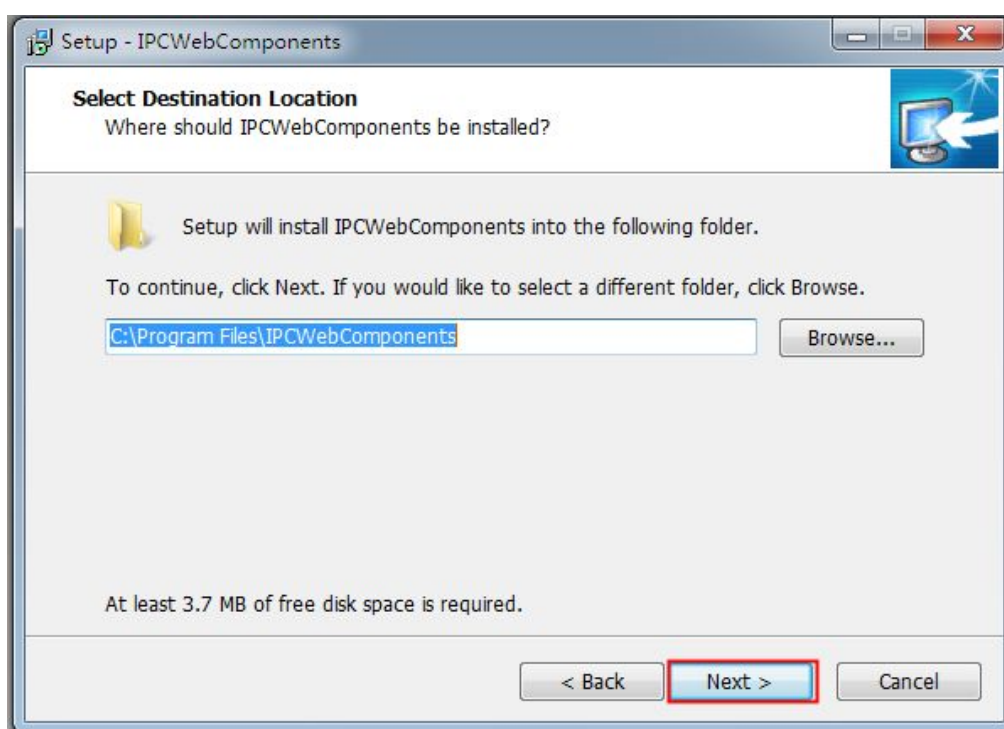 Setup - IPCWebComponents
Select Destination Location
Where should IPCWebComponents be installed?
Setup will install IPCWebComponents into the following folder.
To continue, click Next. If you would like to select a different folder, click Browse.
C:\Program Files\IPCWebComponents
Browse...
At least 3.7 MB of free disk space is required.
< Back
Next >
Cancel